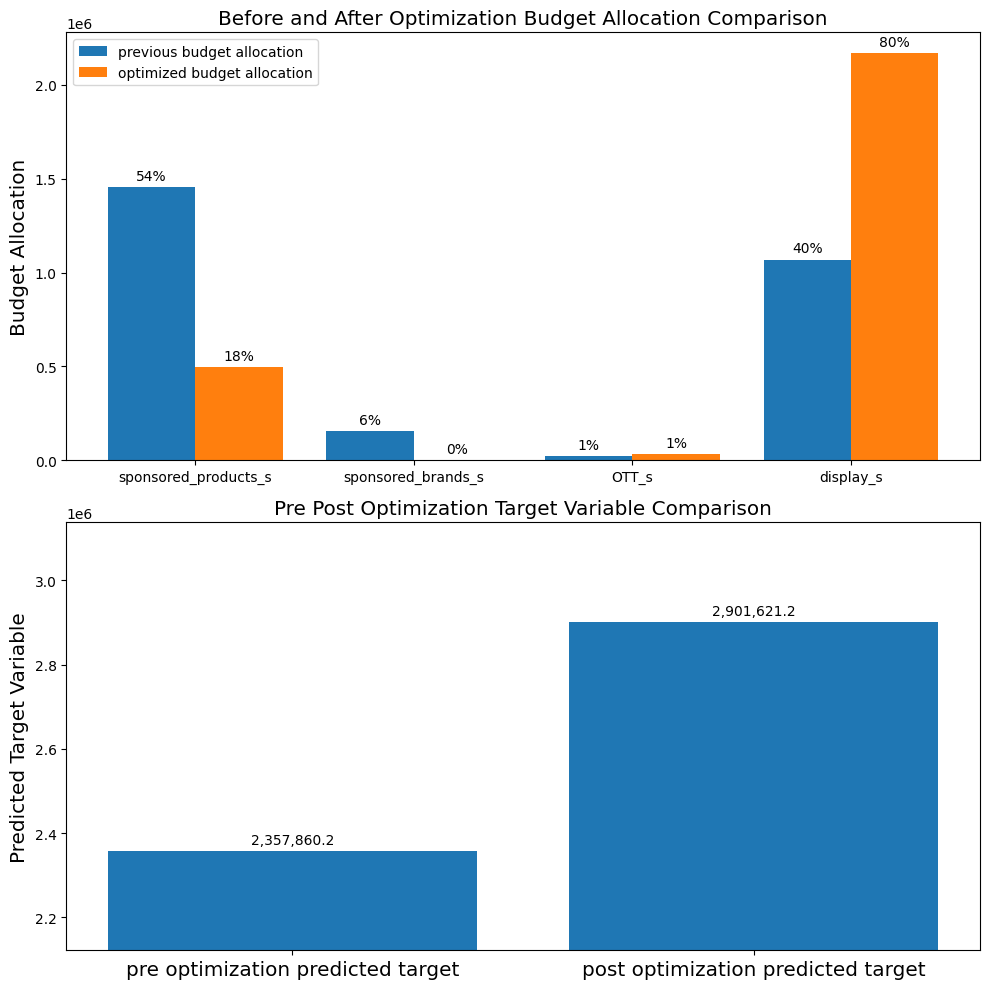 Before and After Optimization Budget Allocation Comparison
1e6
previous budget allocation
optimized budget allocation
Budget Allocation
2.0
1.5
1.0
0.5
0.0
54%
18%
6%
0%
1%
1%
40%
80%
sponsored_products_s
sponsored_brands_s
OTT_s
display_s
Pre Post Optimization Target Variable Comparison
1e6
Predicted Target Variable
3.0
2.8
2.6
2.4
2.2
2,357,860.2
2,901,621.2
pre optimization predicted target
post optimization predicted target